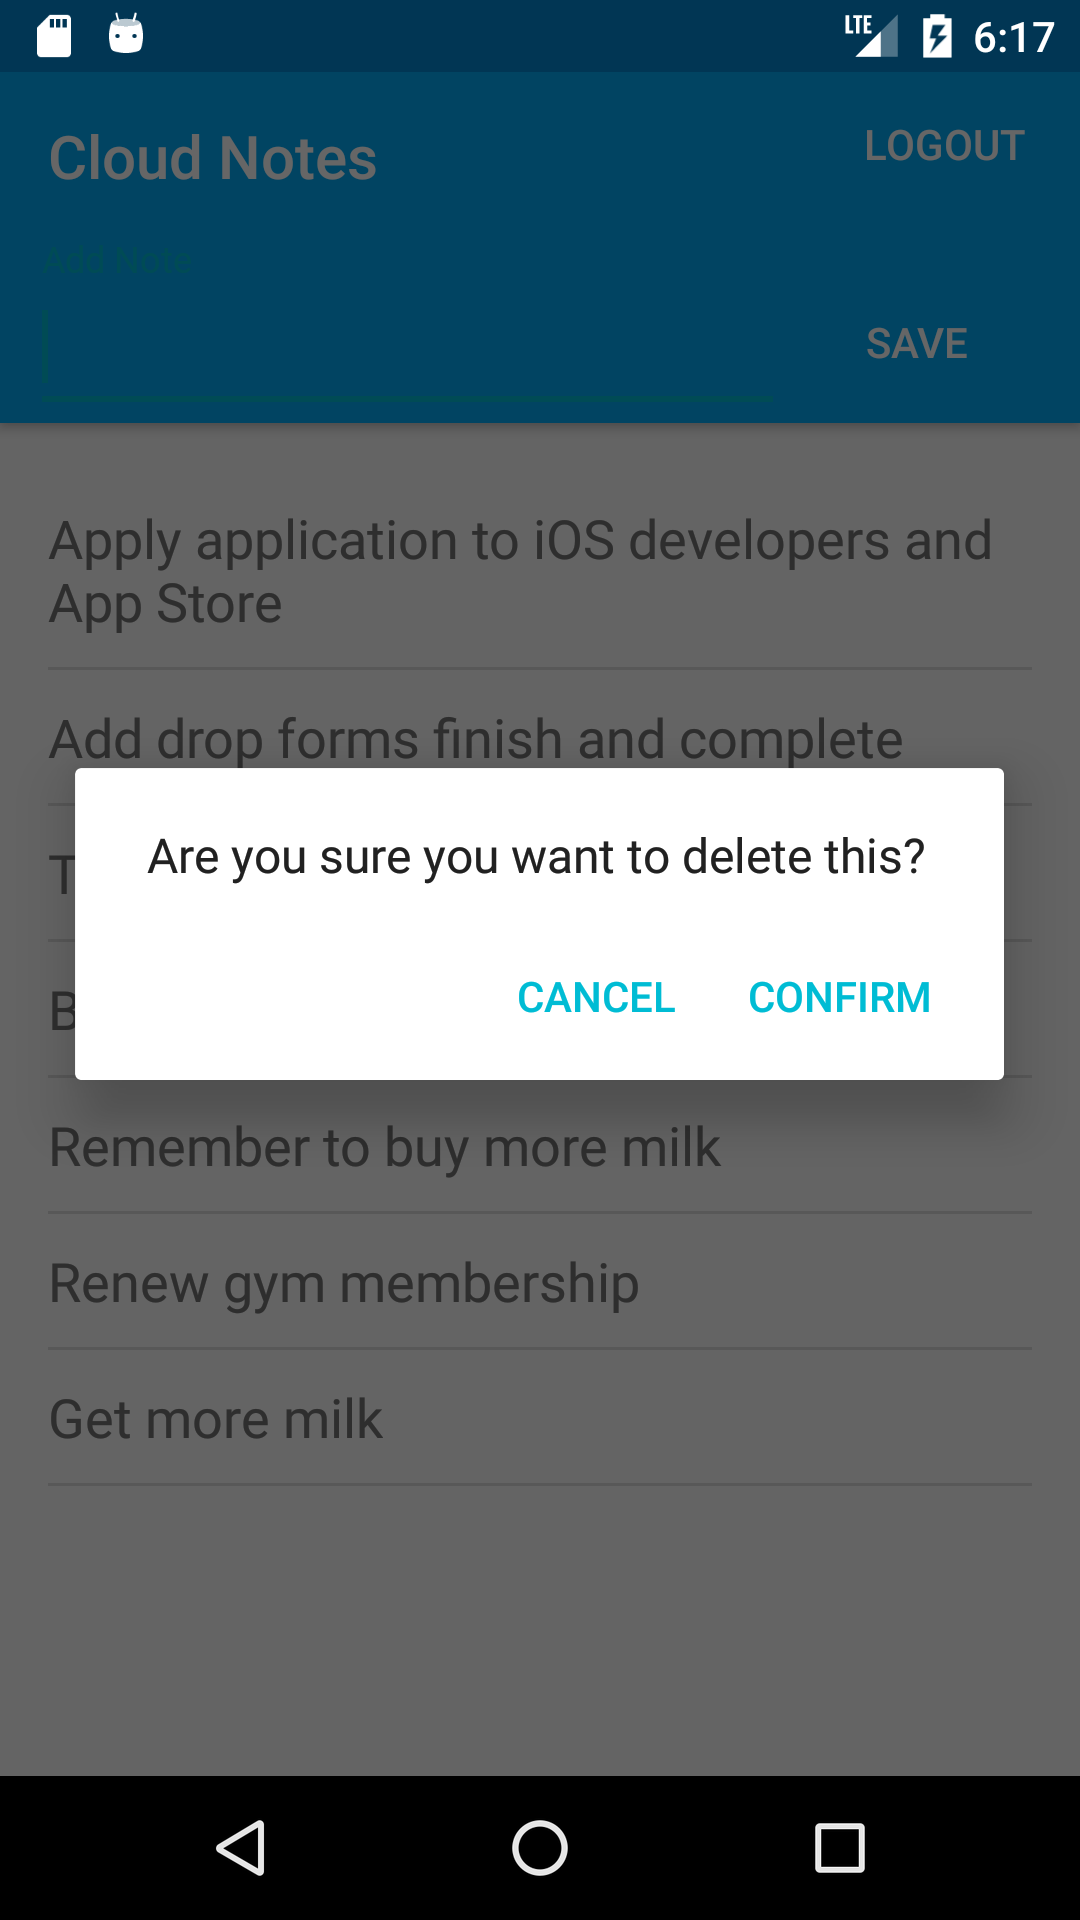 LTE 6:17
Cloud Notes LOGOUT
Add Note
SAVE
Apply application to iOS developers and
App Store
Add drop forms finish and complete
T
Are you sure you want to delete this?
B
CANCEL CONFIRM
Remember to buy more milk
Renew gym membership
Get more milk